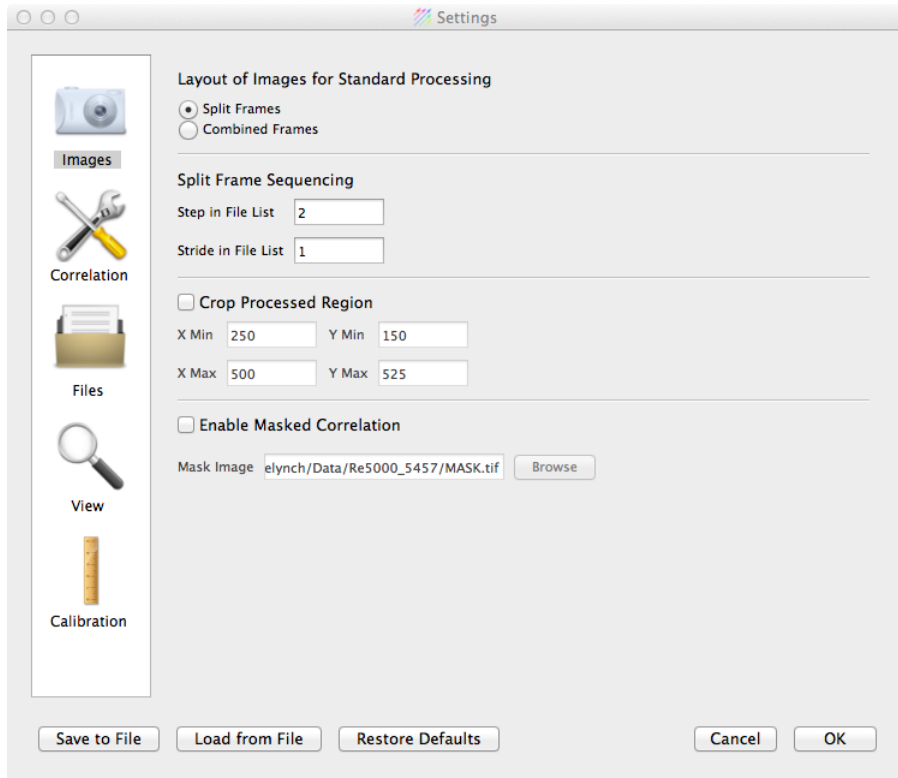 Settings
Images
Correlation
Files
View
Calibration
Layout of Images for Standard Processing
Split Frames
Combined Frames
Split Frame Sequencing
Step in File List 2
Stride in File List 1
Crop Processed Region
X Min 250 Y Min 150
X Max 500 Y Max 525
Enable Masked Correlation
Mask Image elynch/Data/Re5000_5457/MASK.tif Browse
Save to File Load from File Restore Defaults Cancel OK